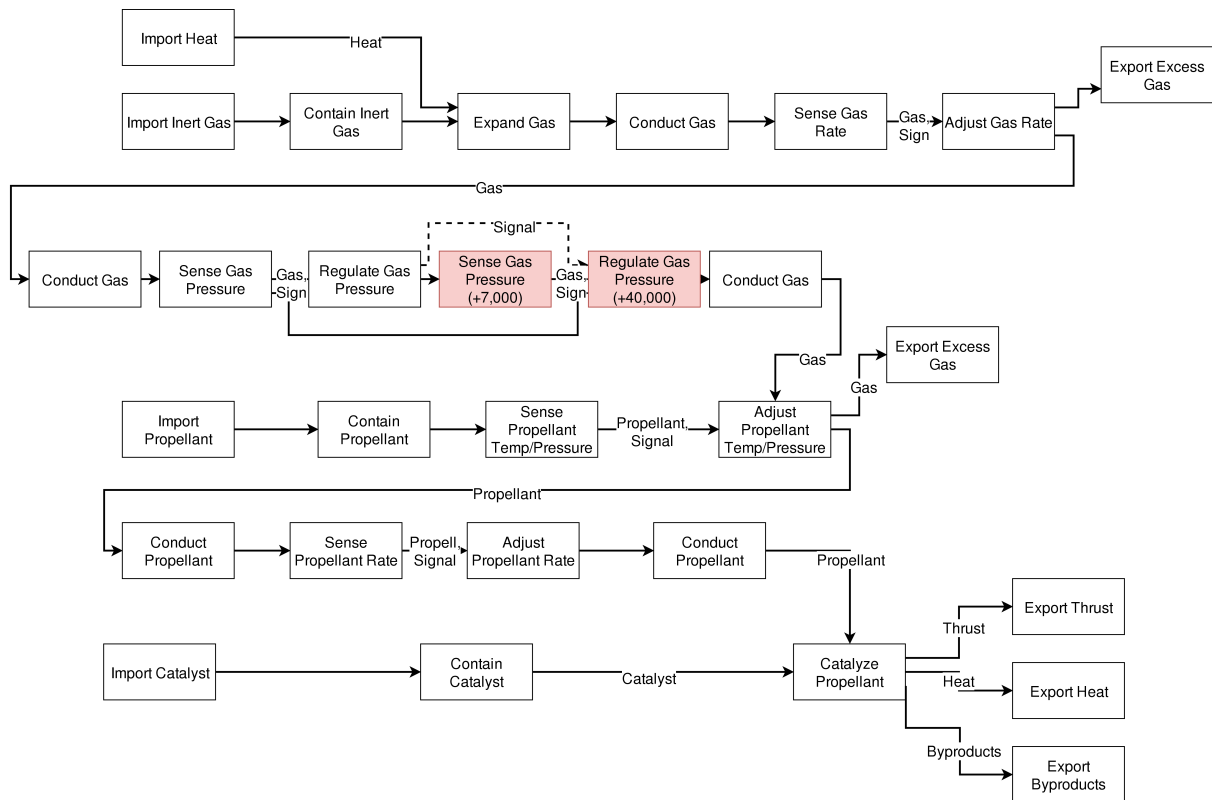 Import Heat
Heat
Export Excess
Gas
Import Inert Gas
Contain Inert
Gas
Expand Gas
Conduct Gas
Sense Gas
Rate
Gas,
Sign
Adjust Gas Rate
Gas
Signal
Conduct Gas
Sense Gas
Pressure
Gas,
Sign
Regulate Gas
Pressure
Sense Gas
Pressure
(+7,000)
Gas,
Sign
Regulate Gas
Pressure
(+40,000)
Conduct Gas
Gas
Export Excess
Gas
Gas
Import
Propellant
Contain
Propellant
Sense
Propellant
Temp/Pressure
Propellant,
Signal
Adjust
Propellant
Temp/Pressure
Propellant
Conduct
Propellant
Sense
Propellant Rate
Propell,
Signal
Adjust
Propellant Rate
Conduct
Propellant
Propellant
Import Catalyst
Contain
Catalyst
Catalyst
Catalyze
Propellant
Thrust
Export Thrust
Heat
Export Heat
Byproducts
Export
Byproducts